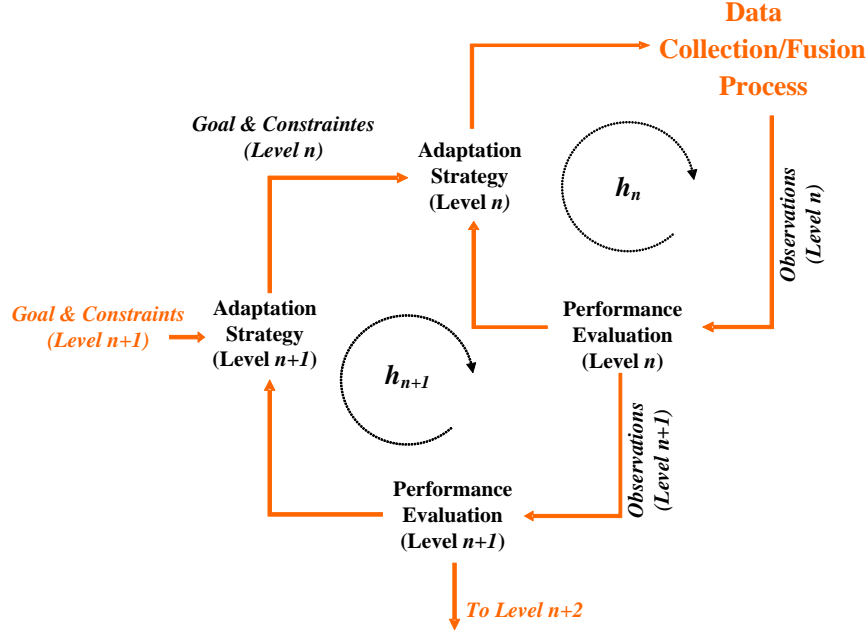 Data
Collection/Fusion
Process
Goal & Constraintes
(Level n)
Adaptation
Strategy
(Level n)
hn
Observations
(Level n)
Goal & Constraints
(Level n+1)
Adaptation
Strategy
(Level n+1)
hn+1
Performance
Evaluation
(Level n)
Observations
(Level n+1)
Performance
Evaluation
(Level n+1)
To Level n+2